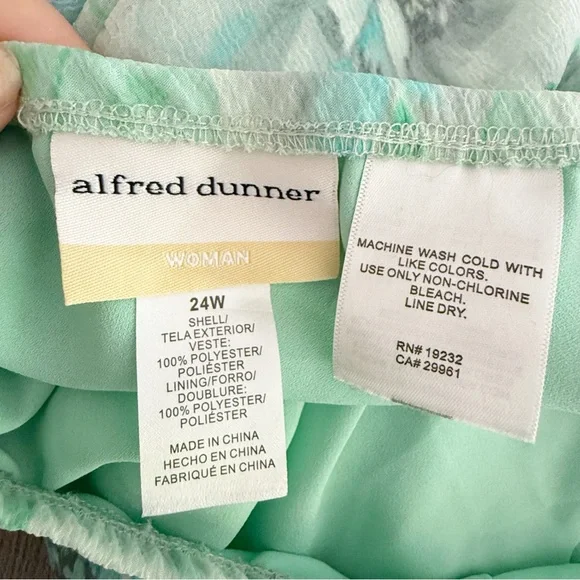 alfred dunner
WOMAN
24W
SHELL/
TELA EXTERIOR/
VESTE:
100% POLYESTER/
POLIÉSTER
LINING/FORRO/
DOUBLURE:
100% POLYESTER/
POLIÉSTER
MADE IN CHINA
HECHO EN CHINA
FABRIQUÉ EN CHINA
MACHINE WASH COLD WITH
LIKE COLORS.
USE ONLY NON-CHLORINE
BLEACH.
LINE DRY.
RN# 19232
CA# 29961